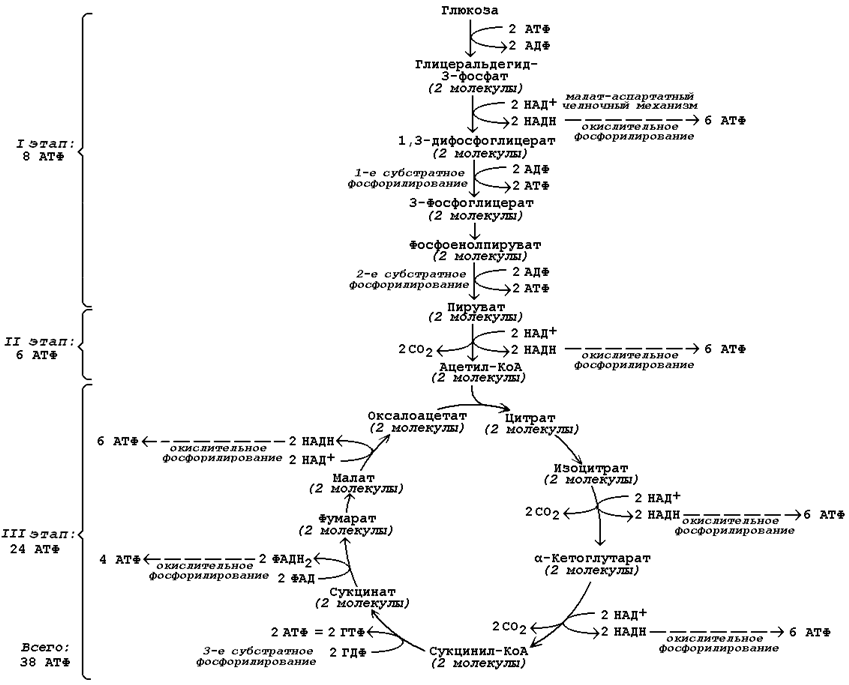 Глюкоза
2 АТФ
2 АДФ
Глицеральдегид-
3-фосфат
(2 молекулы)
2 НАД+ малат-аспартатный
челночный механизм
2 НАДН окислительное 6 АТФ
фосфорилирование
I этап:
8 АТФ
1,3-дифосфоглицерат
(2 молекулы)
1-е субстратное
фосфорилирование
2 АДФ
2 АТФ
3-Фосфоглицерат
(2 молекулы)
Фосфоенолпируват
(2 молекулы)
2-е субстратное
фосфорилирование
2 АДФ
2 АТФ
Пируват
(2 молекулы)
II этап:
6 АТФ
2 НАД+
2CO2
2 НАДН окислительное 6 АТФ
фосфорилирование
Ацетил-КоА
(2 молекулы)
Оксалоацетат
(2 молекулы)
Цитрат
(2 молекулы)
6 АТФ окислительное 2 НАДН
фосфорилирование 2 НАД+
Изоцитрат
(2 молекулы)
Малат
(2 молекулы)
2 НАД+
2CO2
2 НАДН окислительное 6 АТФ
фосфорилирование
Фумарат
(2 молекулы)
III этап:
24 АТФ
4 АТФ окислительное 2 ФАДН2
фосфорилирование 2 ФАД
α-Кетоглутарат
(2 молекулы)
Сукцинат
(2 молекулы)
2 НАД+
2CO2
2 НАДН окислительное 6 АТФ
фосфорилирование
2 АТФ = 2 ГТФ
3-е субстратное 2 ГДФ
фосфорилирование
Сукцинил-КоА
(2 молекулы)
Всего:
38 АТФ